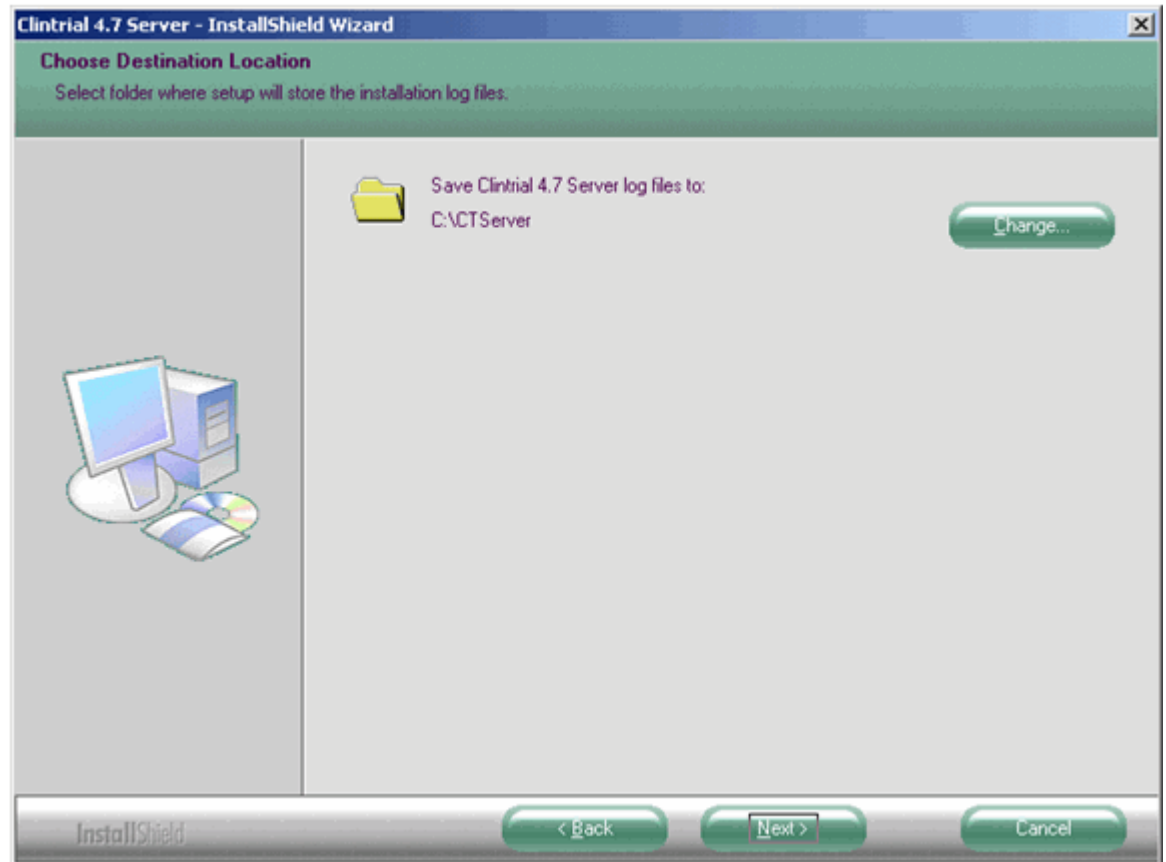 Clintrial 4.7 Server - InstallShield Wizard
Choose Destination Location
Select folder where setup will store the installation log files.
Save Clintrial 4.7 Server log files to:
C:\CTServer
Change...
InstallShield
< Back
Next >
Cancel